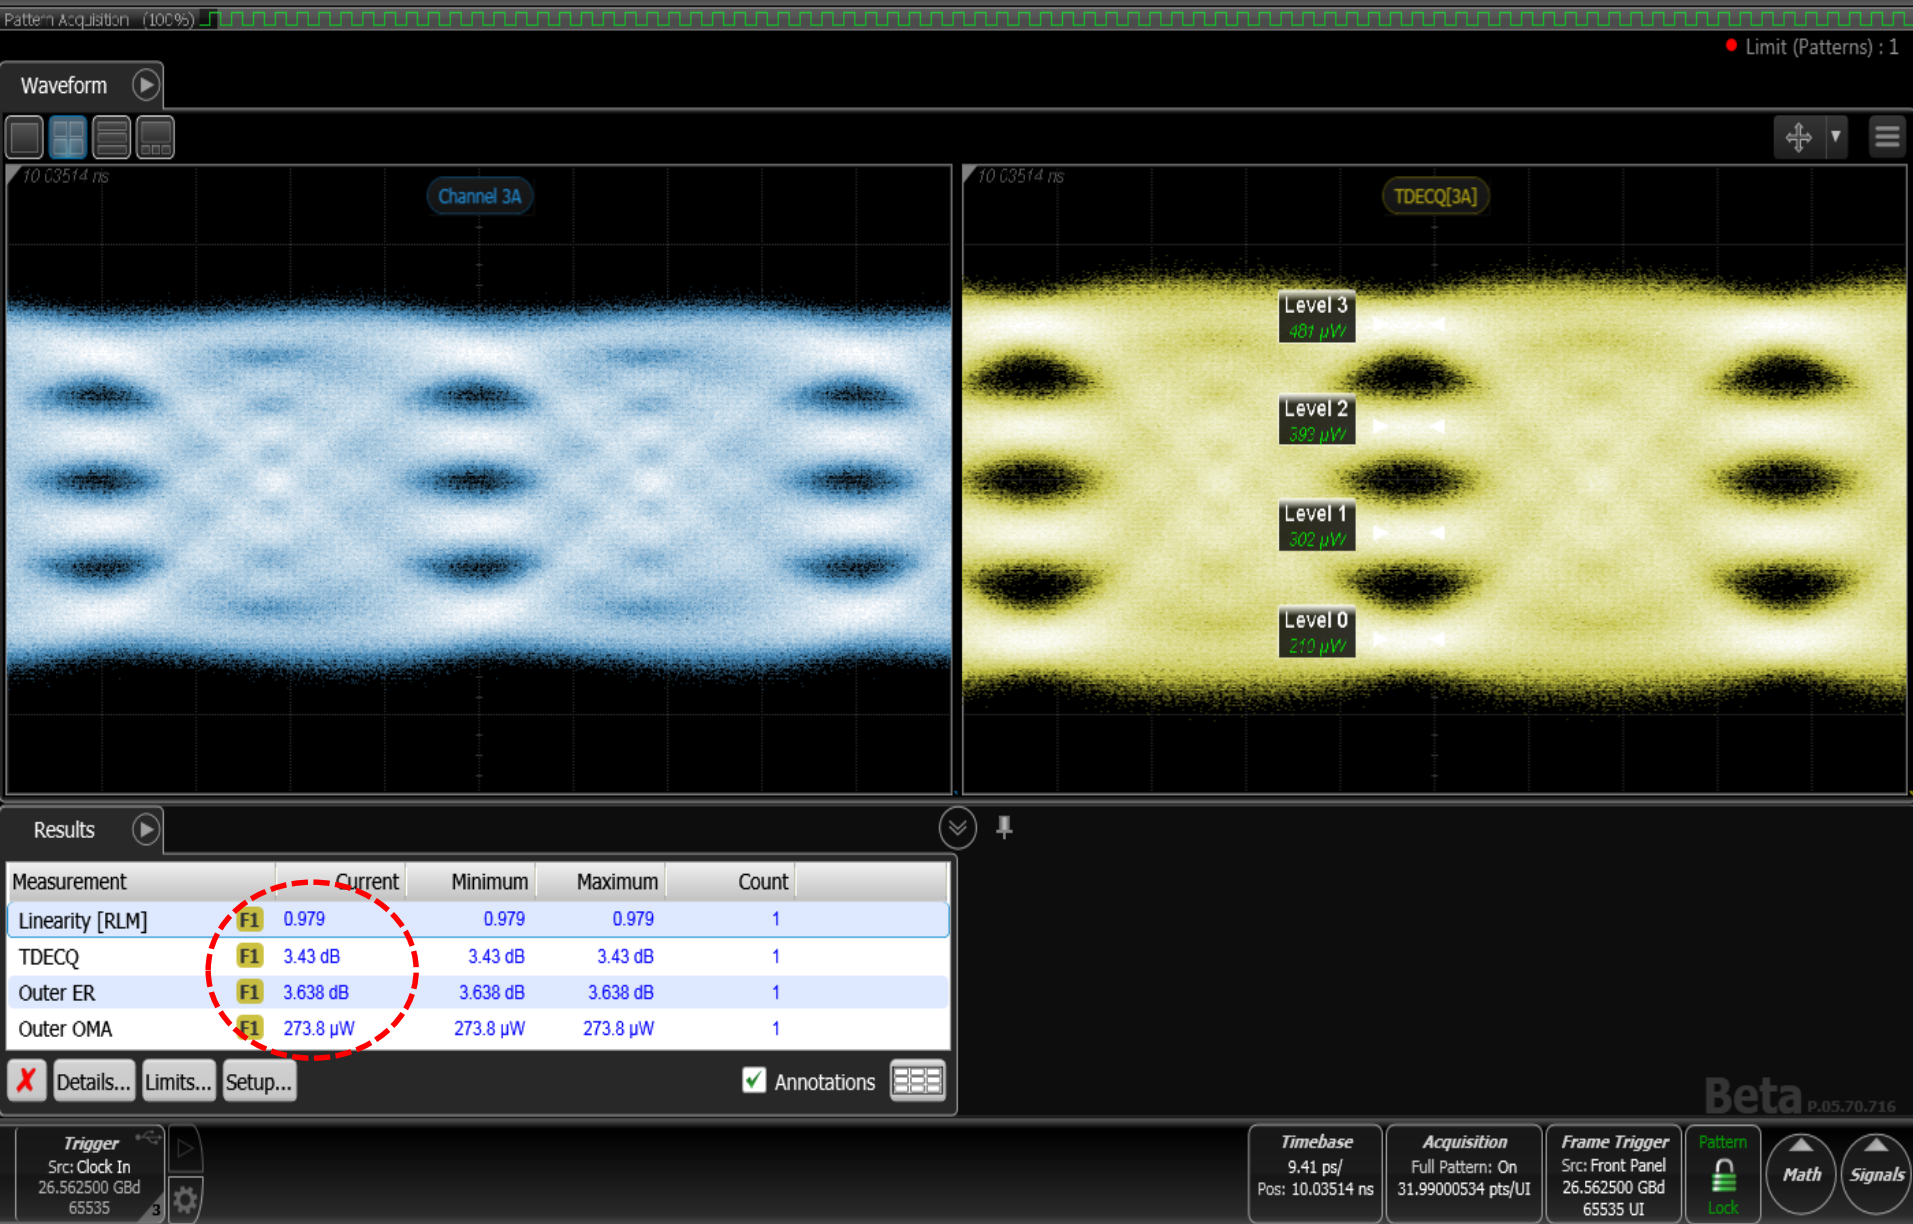 Pattern Acquisition (100%)
Limit (Patterns) : 1
Waveform
10.03514 ns
Channel 3A
10.03514 ns
TDECQ[3A]
Level 3
481 µW
Level 2
393 µW
Level 1
302 µW
Level 0
210 µW
Results
Measurement Current Minimum Maximum Count
Linearity [RLM] F1 0.979 0.979 0.979 1
TDECQ F1 3.43 dB 3.43 dB 3.43 dB 1
Outer ER F1 3.638 dB 3.638 dB 3.638 dB 1
Outer OMA F1 273.8 µW 273.8 µW 273.8 µW 1
Details... Limits... Setup... Annotations
Beta P.05.70.716
Trigger
Src: Clock In
26.562500 GBd
65535
3
Timebase
9.41 ps/
Pos: 10.03514 ns
Acquisition
Full Pattern: On
31.99000534 pts/UI
Frame Trigger
Src: Front Panel
26.562500 GBd
65535 UI
Pattern
Lock
Math
Signals